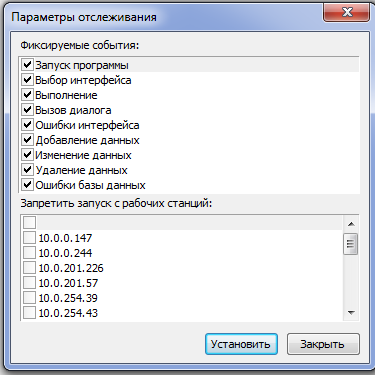 Параметры отслеживания
Фиксируемые события:
Запуск программы
Выбор интерфейса
Выполнение
Вызов диалога
Ошибки интерфейса
Добавление данных
Изменение данных
Удаление данных
Ошибки базы данных
Запретить запуск с рабочих станций:
10.0.0.147
10.0.0.244
10.0.201.226
10.0.201.57
10.0.254.39
10.0.254.43
Установить Закрыть